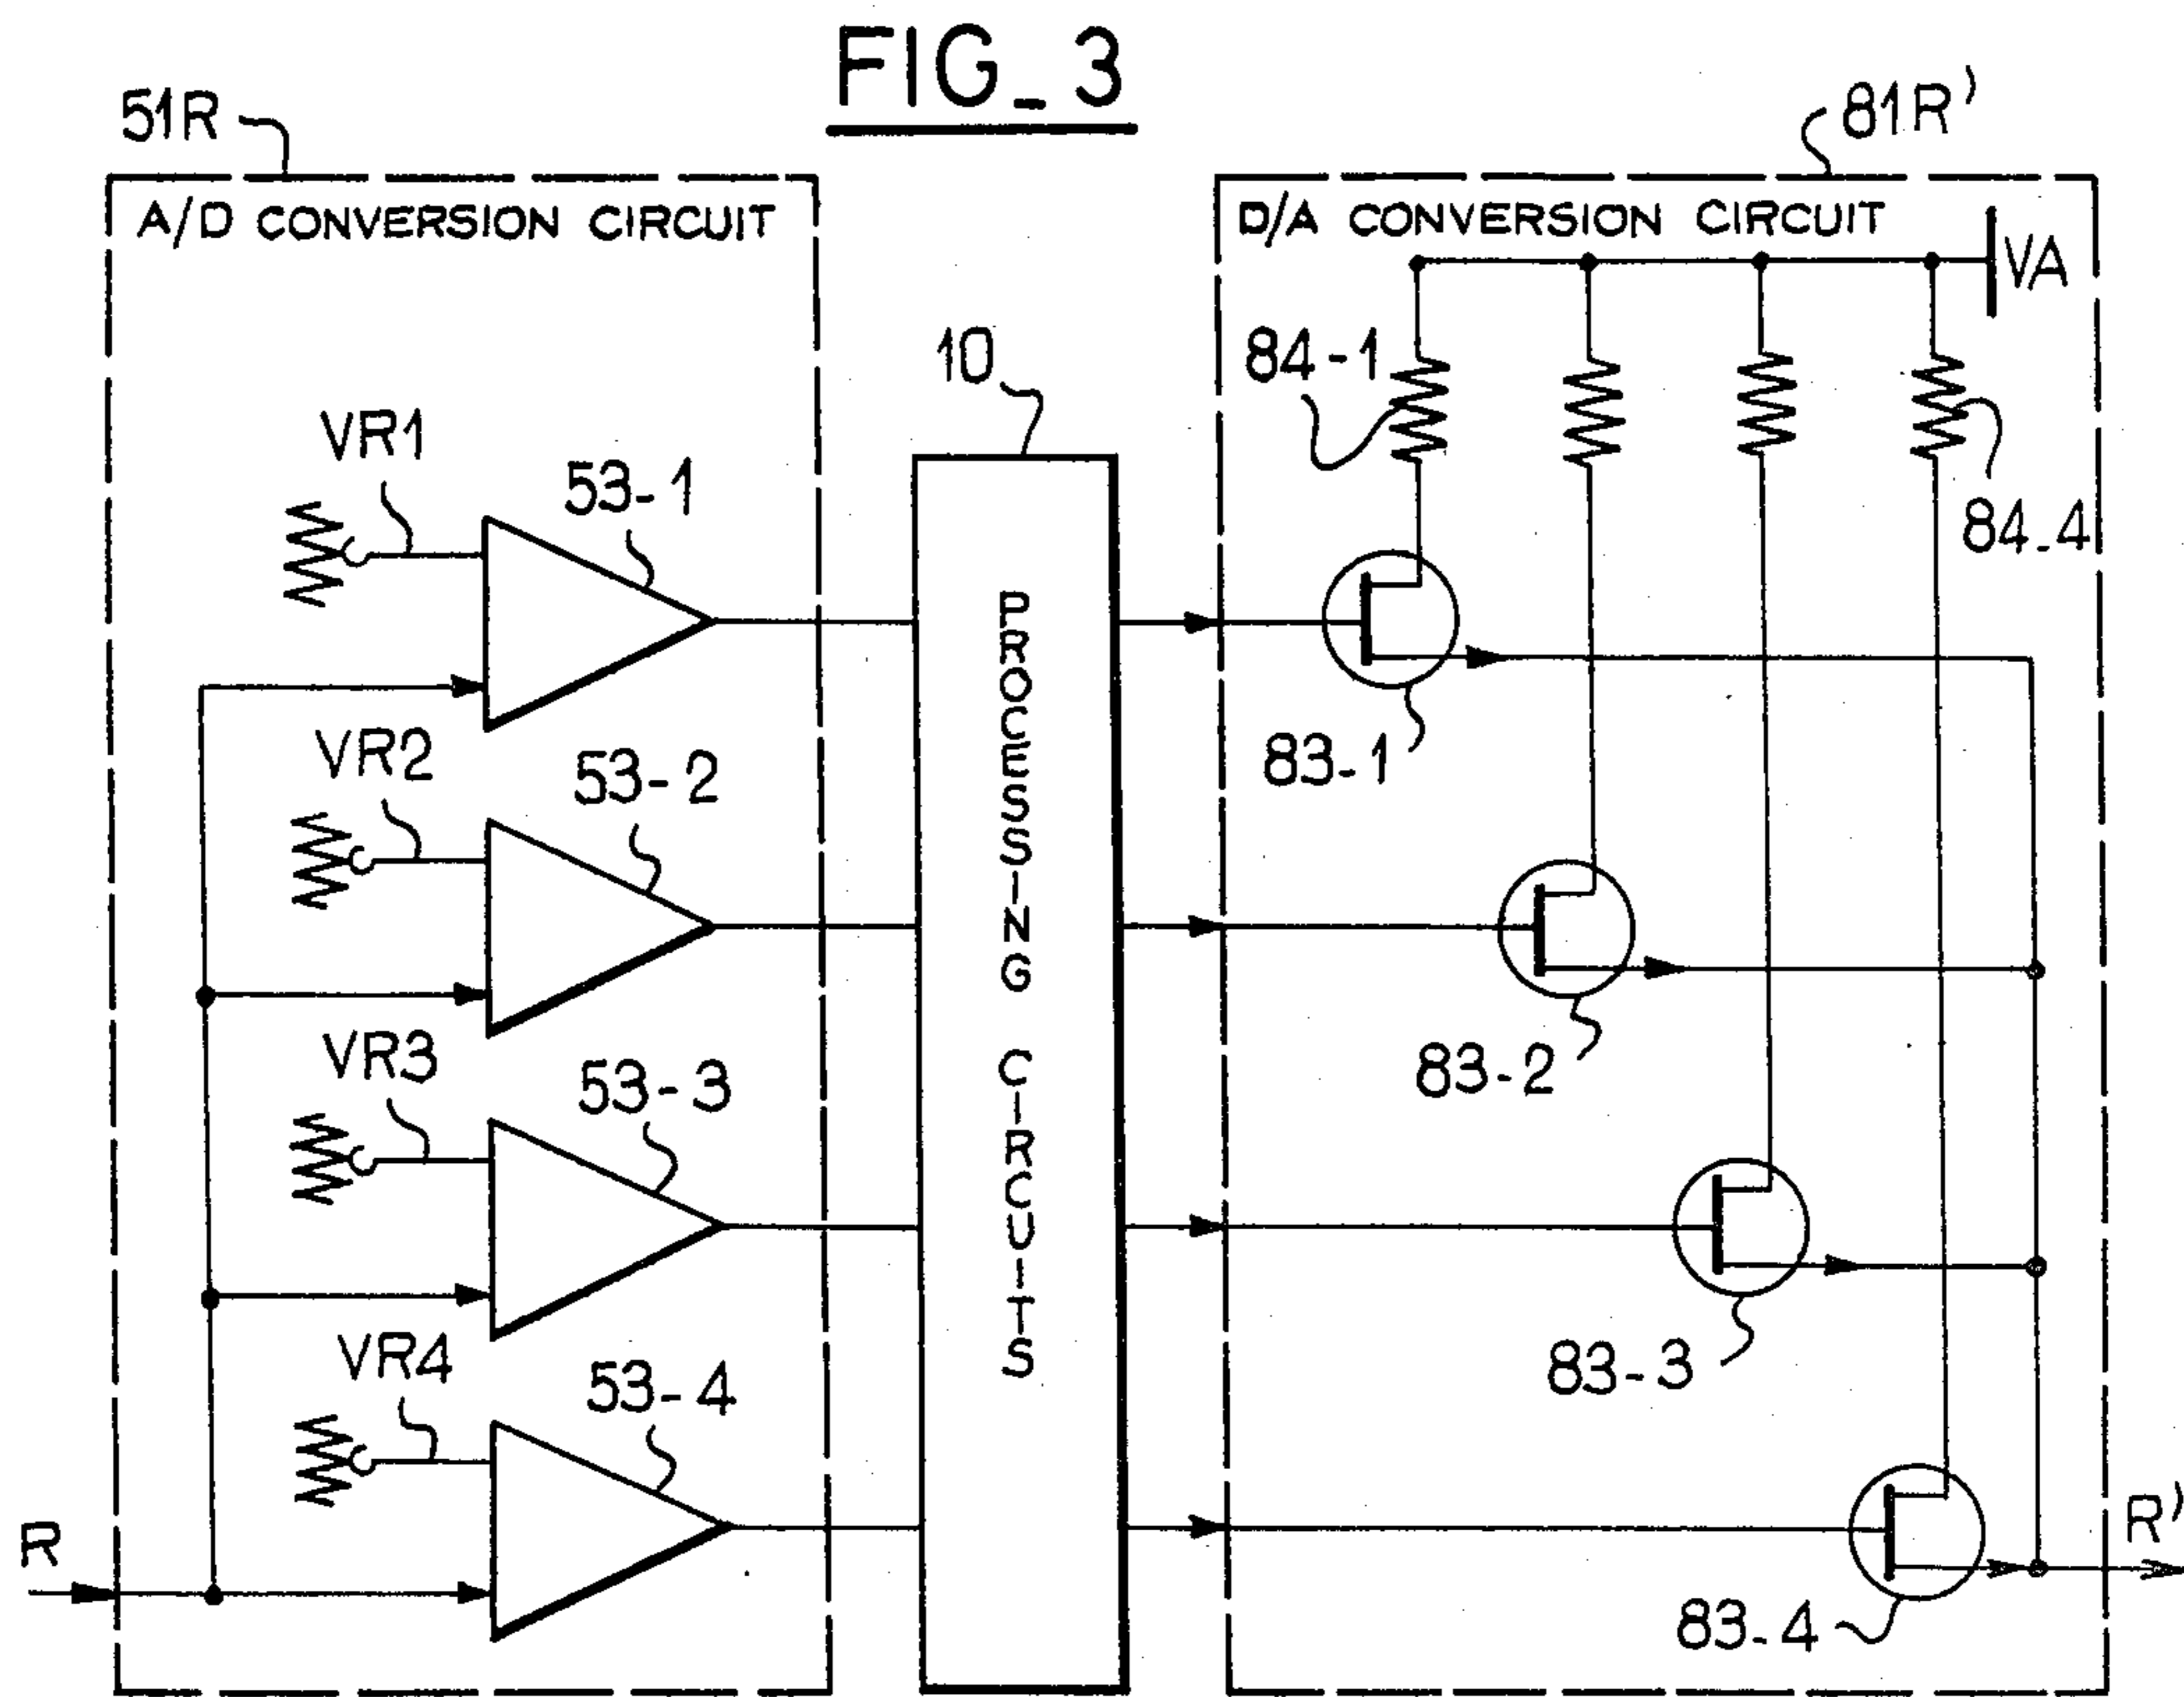 FIG_3
51R
81R'
A/D CONVERSION CIRCUIT
D/A CONVERSION CIRCUIT
VA
10
84-1
84-4
VR1
53-1
83-1
VR2
53-2
83-2
VR3
53-3
83-3
VR4
53-4
83-4
PROCESSING CIRCUITS
R
R'